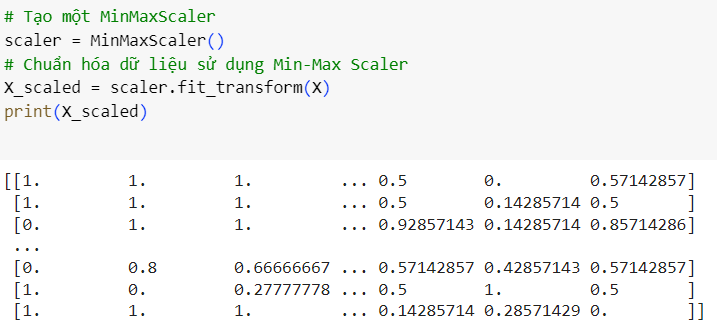 # Tạo một MinMaxScaler
scaler = MinMaxScaler()
# Chuẩn hóa dữ liệu sử dụng Min-Max Scaler
X_scaled = scaler.fit_transform(X)
print(X_scaled)
[[1. 1. 1. ... 0.5 0. 0.57142857]
[1. 1. 1. ... 0.5 0.14285714 0.5 ]
[0. 1. 1. ... 0.92857143 0.14285714 0.85714286]
...
[0. 0.8 0.66666667 ... 0.57142857 0.42857143 0.57142857]
[1. 0. 0.27777778 ... 0.5 1. 0.5 ]
[1. 1. 1. ... 0.14285714 0.28571429 0. ]]